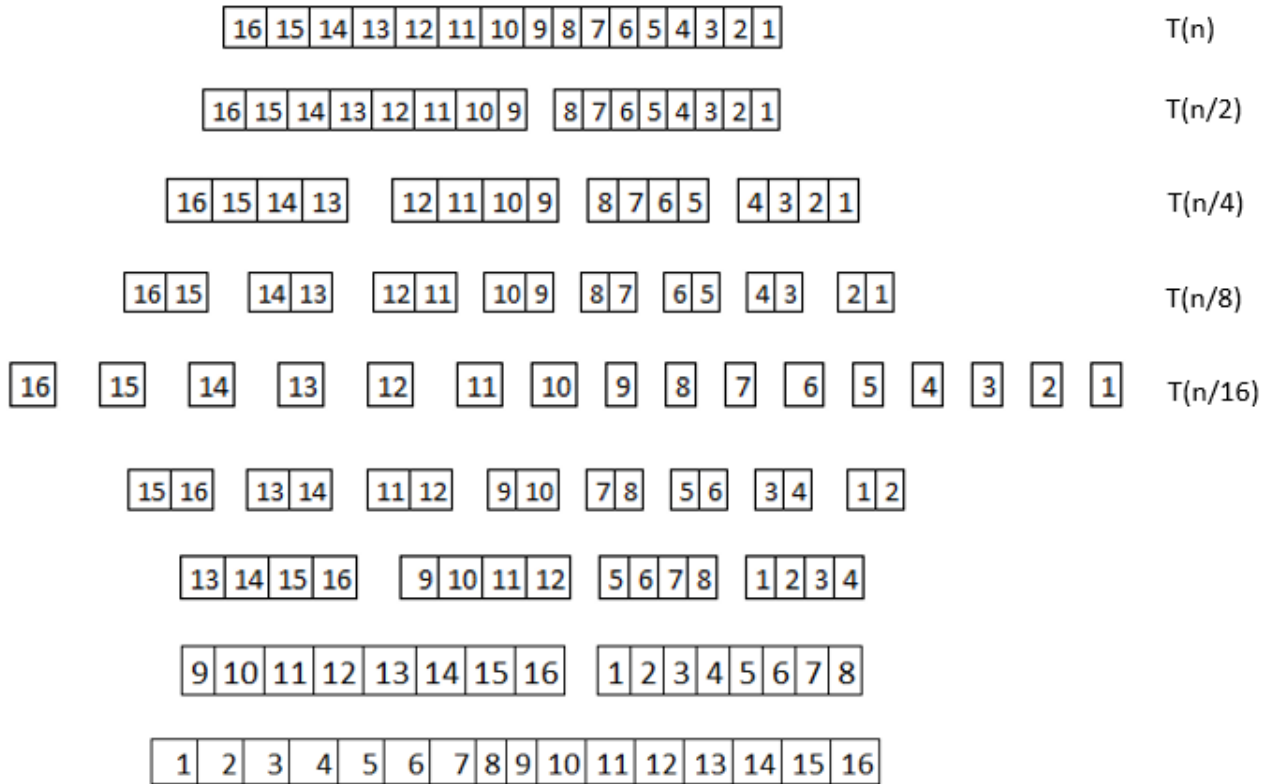 16 15 14 13 12 11 10 9 8 7 6 5 4 3 2 1 T(n)
16 15 14 13 12 11 10 9 8 7 6 5 4 3 2 1 T(n/2)
16 15 14 13 12 11 10 9 8 7 6 5 4 3 2 1 T(n/4)
16 15 14 13 12 11 10 9 8 7 6 5 4 3 2 1 T(n/8)
16 15 14 13 12 11 10 9 8 7 6 5 4 3 2 1 T(n/16)
15 16 13 14 11 12 9 10 7 8 5 6 3 4 1 2
13 14 15 16 9 10 11 12 5 6 7 8 1 2 3 4
9 10 11 12 13 14 15 16 1 2 3 4 5 6 7 8
1 2 3 4 5 6 7 8 9 10 11 12 13 14 15 16